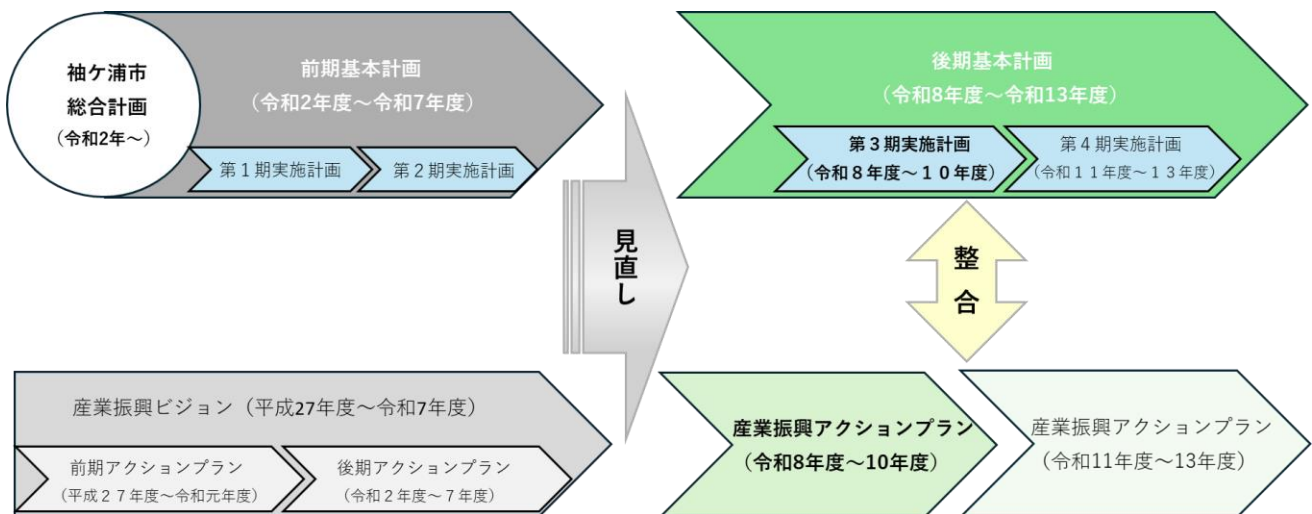 袖ケ浦市
総合計画
（令和2年～）
前期基本計画
（令和2年度～令和7年度）
第１期実施計画
第２期実施計画
見直し
後期基本計画
（令和8年度～令和13年度）
第３期実施計画
（令和８年度～１０年度）
第４期実施計画
（令和１１年度～１３年度）
整合
産業振興ビジョン（平成27年度～令和7年度）
前期アクションプラン
（平成２７年度～令和元年度）
後期アクションプラン
（令和２年度～７年度）
産業振興アクションプラン
（令和8年度～10年度）
産業振興アクションプラン
（令和11年度～13年度）